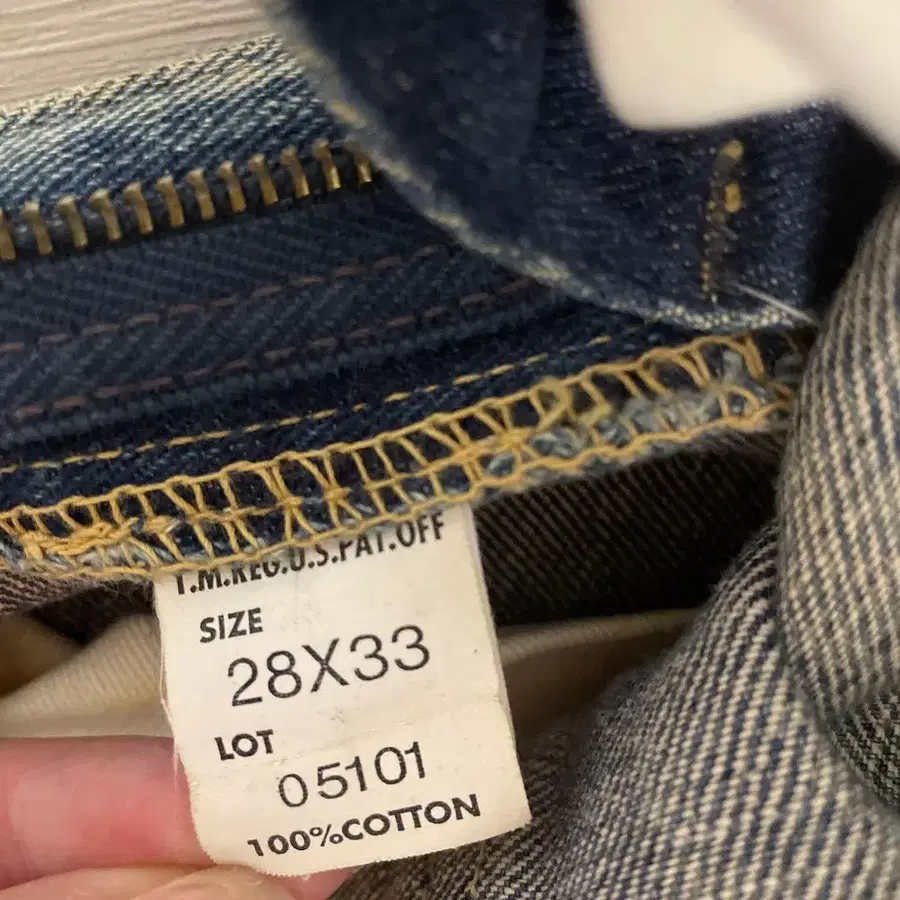 T.M.REG.U.S.PAT.OFF
SIZE
28X33
LOT
05101
100%COTTON